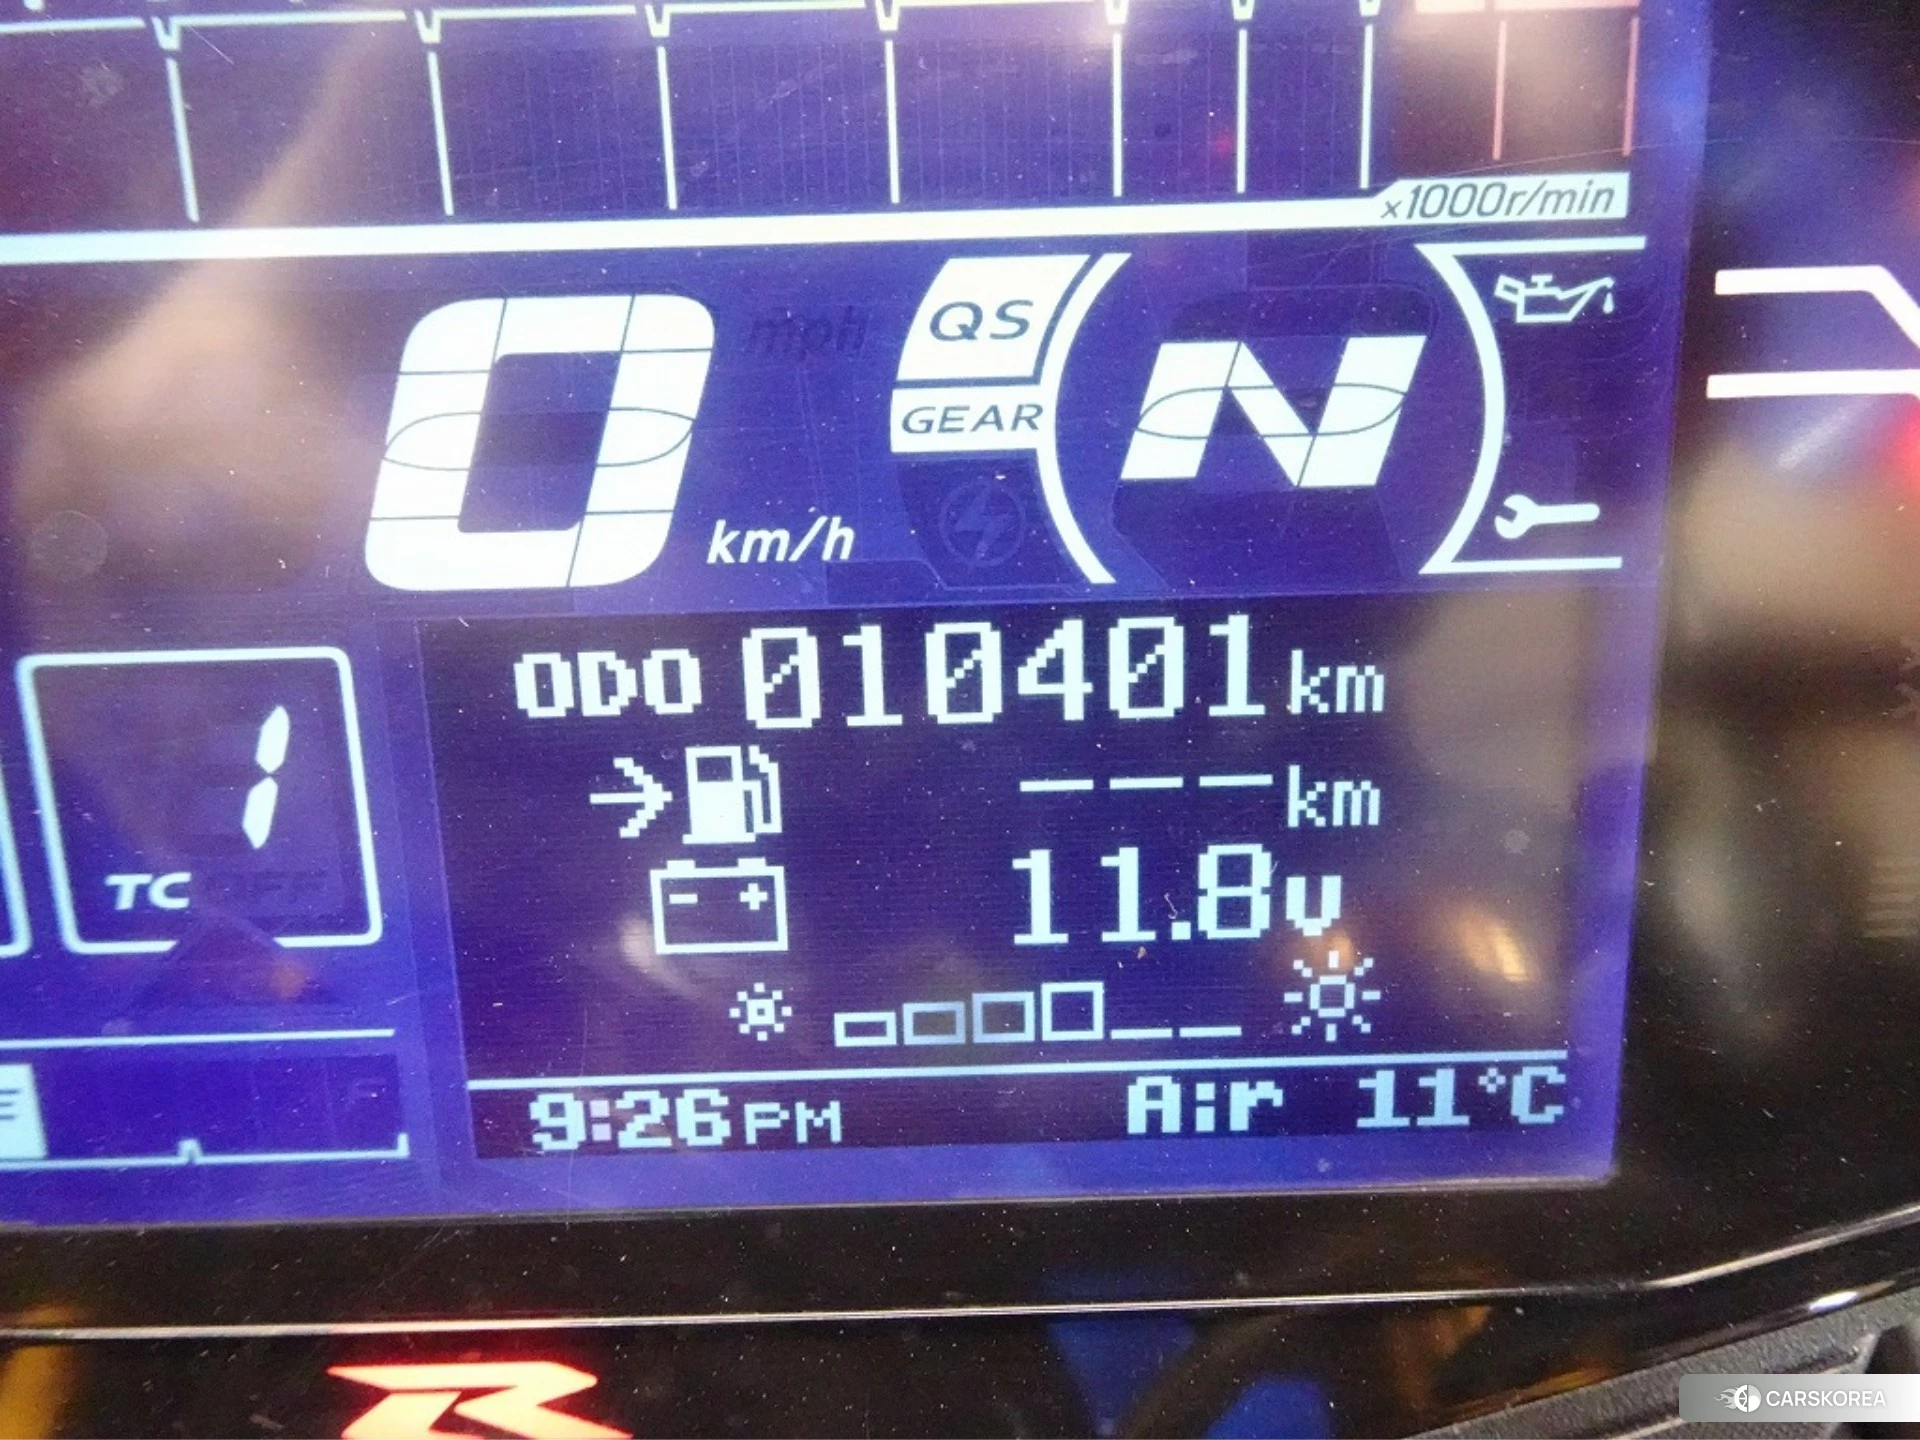 x1000r/min
QS
GEAR
0 km/h
N
ODO 010401 km
--- km
11.8v
1
TC
9:26 PM Air 11°C
R
CARSKOREA